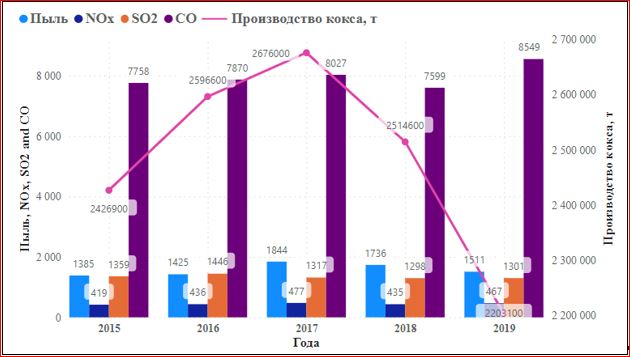 Пыль NOx SO2 CO Производство кокса, т
Пыль, NOx, SO2 and CO
8 000
6 000
4 000
2 000
0
7758
7870
8027
7599
8549
2426900
2596600
2676000
2514600
2203100
1385
419
1359
1425
436
1446
1844
477
1317
1736
435
1298
1511
467
1301
2015 2016 2017 2018 2019
Года
2 700 000
2 600 000
2 500 000
2 400 000
2 300 000
2 200 000
Производство кокса, т